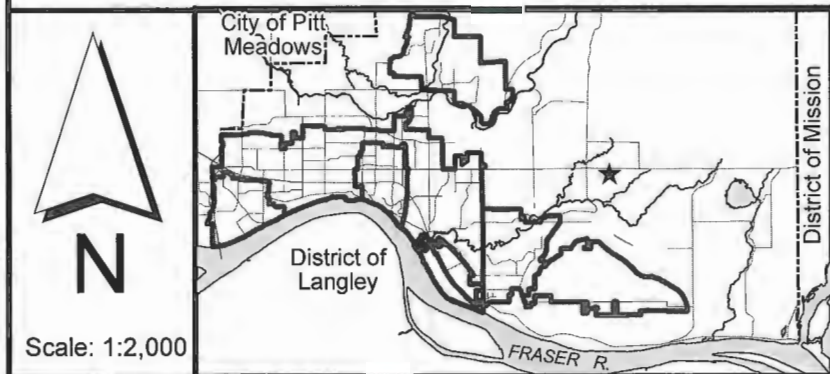 City of Pitt
Meadows
District of Mission
District of
Langley
N
Scale: 1:2,000
FRASER R.